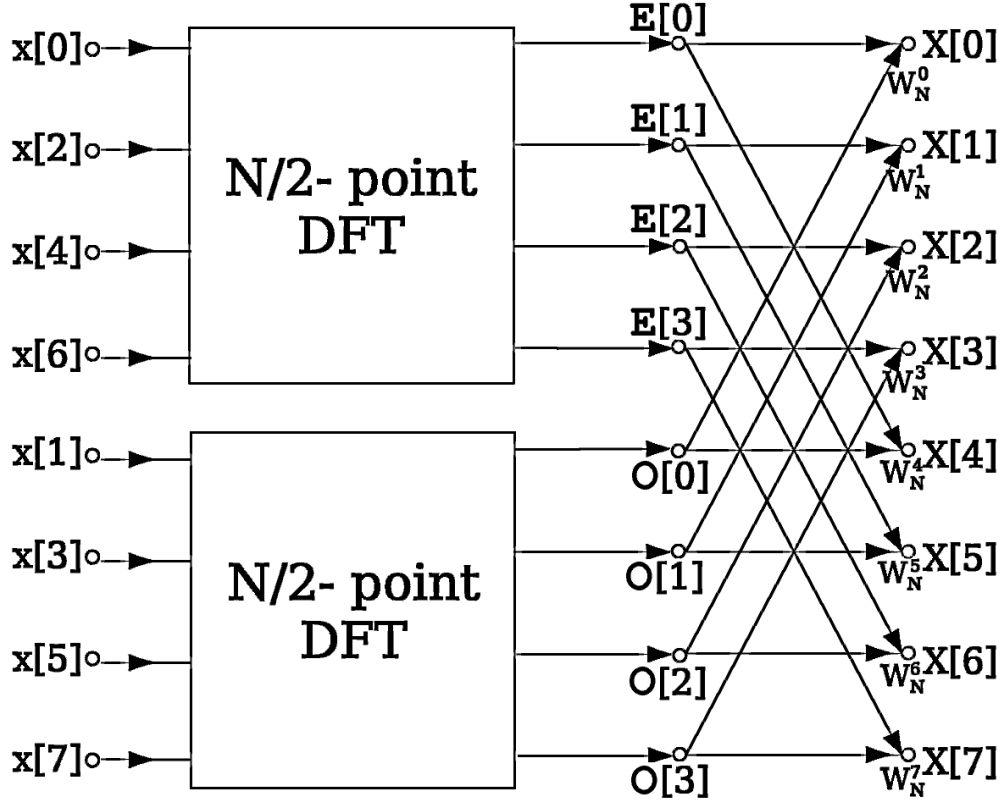 x[0]
x[2]
x[4]
x[6]
x[1]
x[3]
x[5]
x[7]
N/2- point
DFT
N/2- point
DFT
E[0]
E[1]
E[2]
E[3]
O[0]
O[1]
O[2]
O[3]
X[0]
W_N^0
X[1]
W_N^1
X[2]
W_N^2
X[3]
W_N^3
X[4]
W_N^4
X[5]
W_N^5
X[6]
W_N^6
X[7]
W_N^7